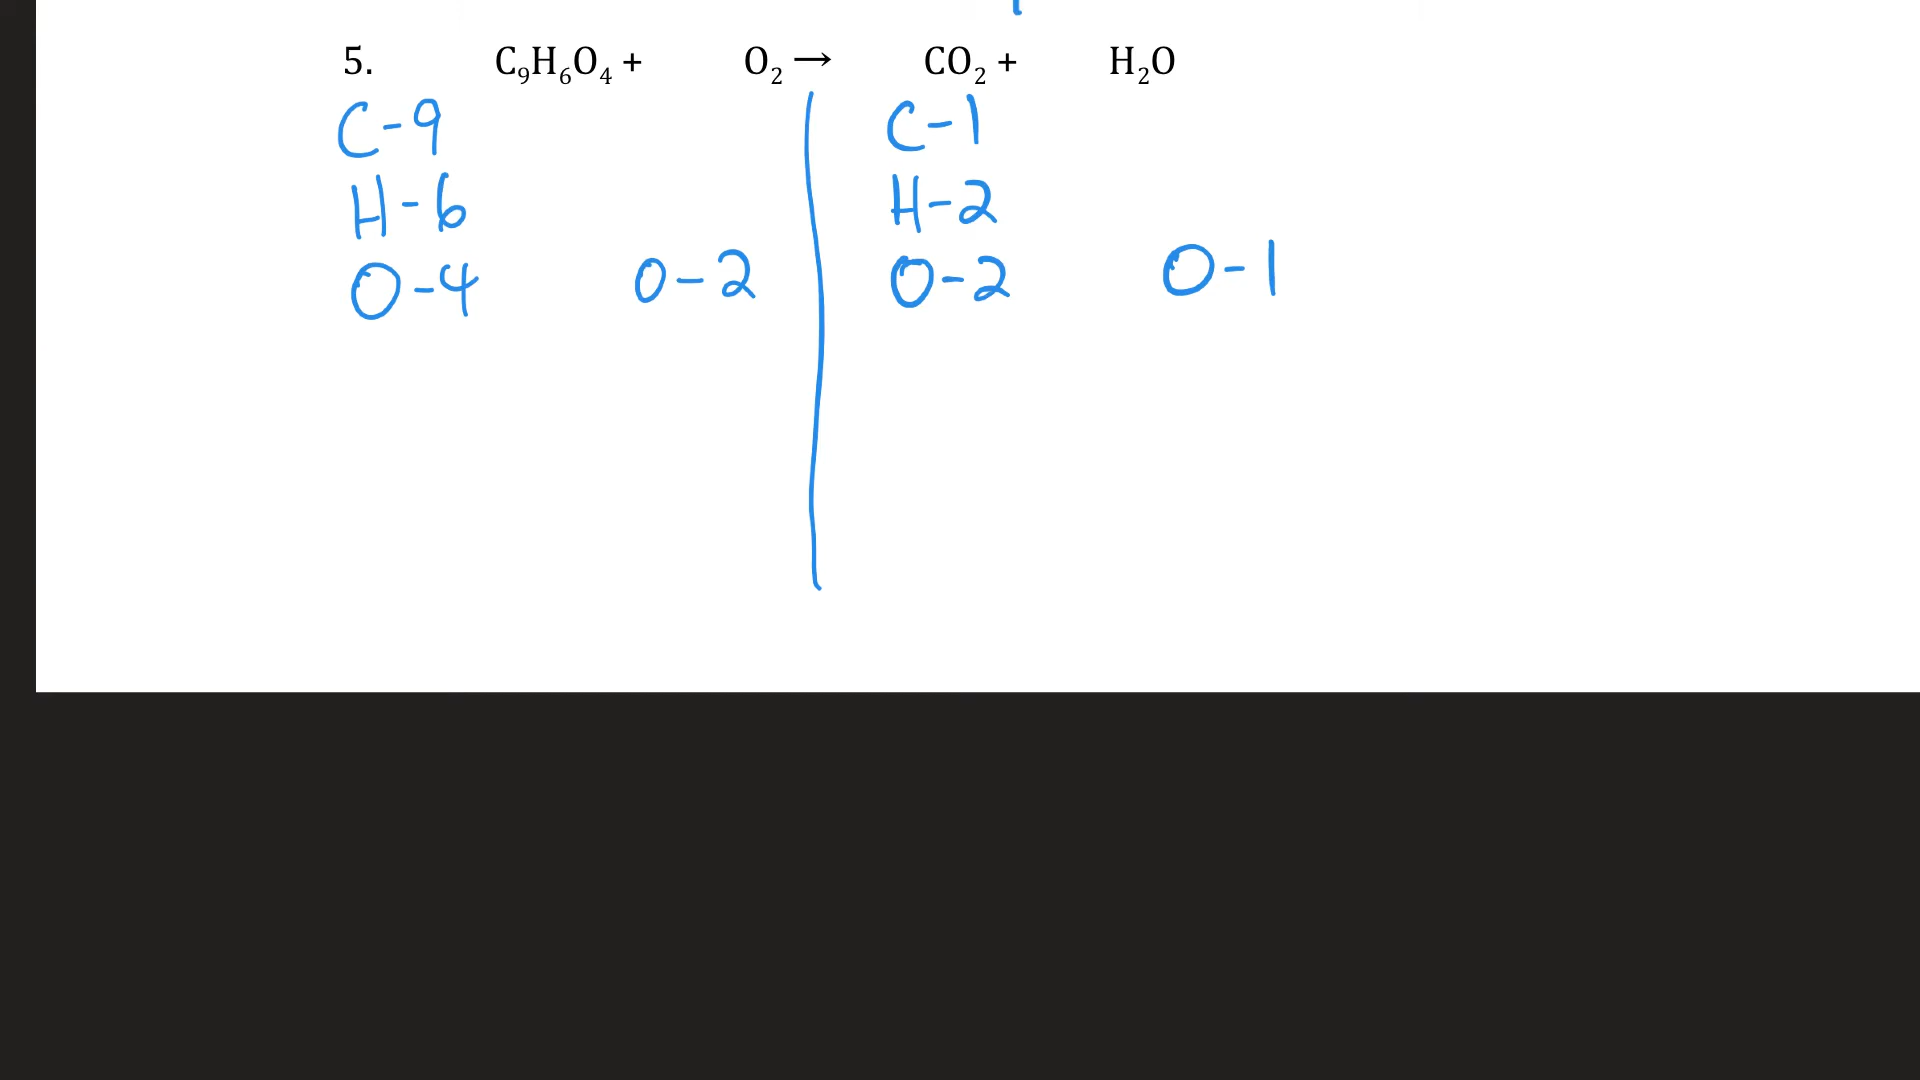 5. C₉H₆O₄ + O₂ → CO₂ + H₂O
C-9 C-1
H-6 H-2
O-4 O-2 O-2 O-1